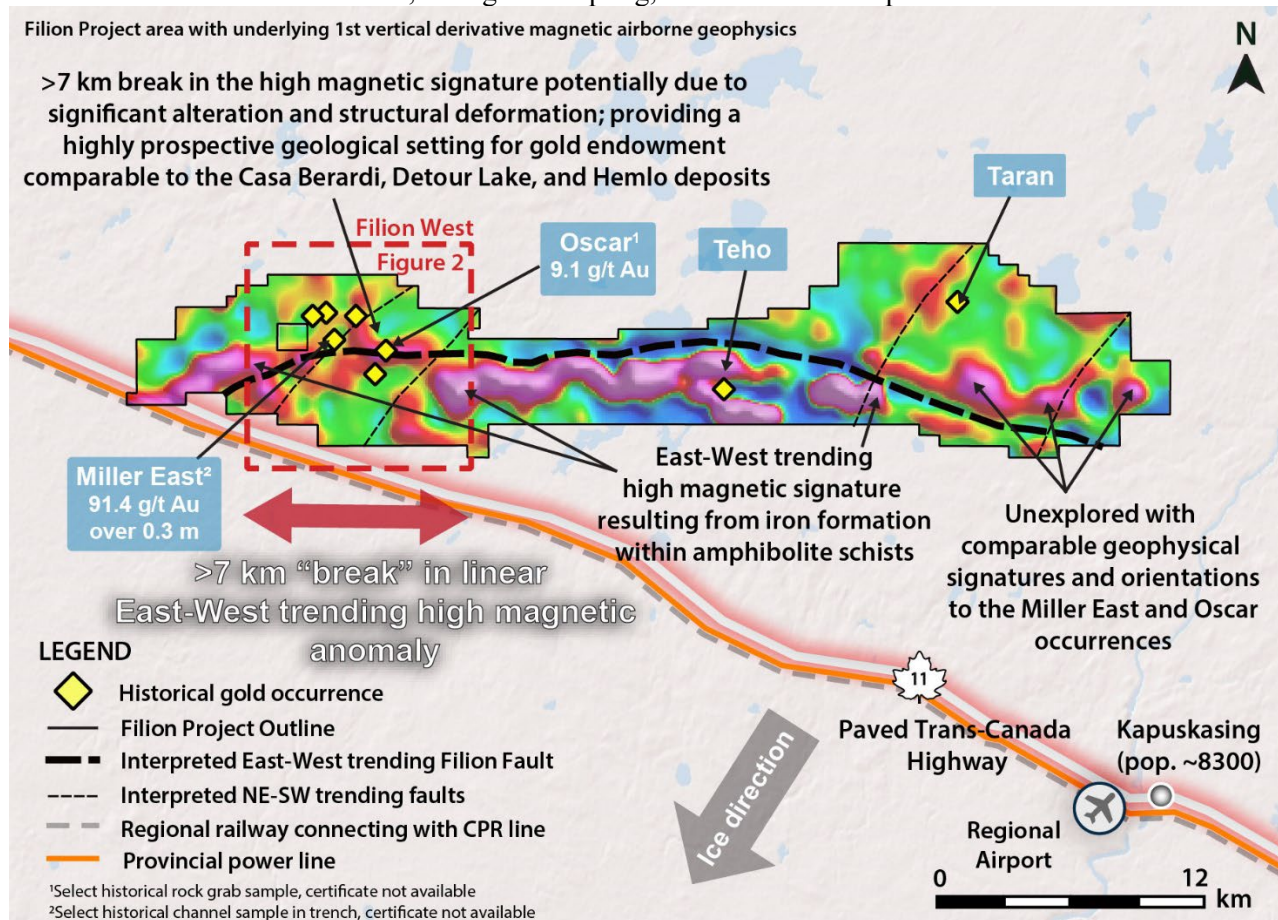 Filion Project area with underlying 1st vertical derivative magnetic airborne geophysics
N
>7 km break in the high magnetic signature potentially due to
significant alteration and structural deformation; providing a
highly prospective geological setting for gold endowment
comparable to the Casa Berardi, Detour Lake, and Hemlo deposits
Filion West
Figure 2
Oscar¹
9.1 g/t Au
Teho
Taran
Miller East²
91.4 g/t Au
over 0.3 m
East-West trending
high magnetic signature
resulting from iron formation
within amphibolite schists
Unexplored with
comparable geophysical
signatures and orientations
to the Miller East and Oscar
occurrences
>7 km “break” in linear
East-West trending high magnetic
anomaly
LEGEND
Historical gold occurrence
Filion Project Outline
Interpreted East-West trending Filion Fault
Interpreted NE-SW trending faults
Regional railway connecting with CPR line
Provincial power line
¹Select historical rock grab sample, certificate not available
²Select historical channel sample in trench, certificate not available
Ice direction
11
Paved Trans-Canada
Highway
Kapuskasing
(pop. ~8300)
Regional
Airport
0 12
km